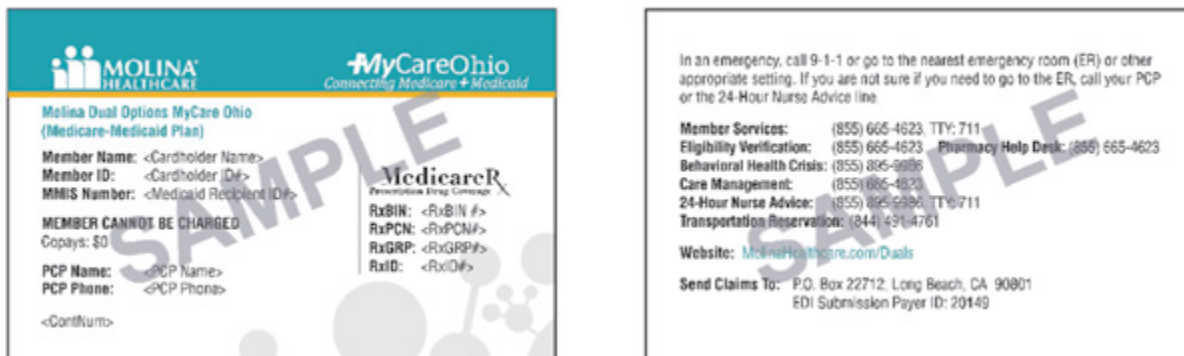 MOLINA
HEALTHCARE
MyCareOhio
Connecting Medicare + Medicaid
Molina Dual Options MyCare Ohio
(Medicare-Medicaid Plan)
Member Name: <Cardholder Name>
Member ID: <Cardholder ID#>
MMIS Number: <Medicaid Recipient ID#>
MEMBER CANNOT BE CHARGED
Copays: $0
PCP Name: <PCP Name>
PCP Phone: <PCP Phone>
<ContNum>
MedicareRx
Prescription Drug Coverage
RxBIN: <RxBIN #>
RxPCN: <RxPCN#>
RxGRP: <RxGRP#>
RxID: <RxID#>
SAMPLE
In an emergency, call 9-1-1 or go to the nearest emergency room (ER) or other
appropriate setting. If you are not sure if you need to go to the ER, call your PCP
or the 24-Hour Nurse Advice line.
Member Services: (855) 665-4623, TTY: 711
Eligibility Verification: (855) 665-4623 Pharmacy Help Desk: (855) 665-4623
Behavioral Health Crisis: (855) 895-9986
Care Management: (855) 665-4623
24-Hour Nurse Advice: (855) 895-9986, TTY: 711
Transportation Reservation: (844) 491-4761
Website: MolinaHealthcare.com/Duals
Send Claims To: P.O. Box 22712, Long Beach, CA 90801
EDI Submission Payer ID: 20149
SAMPLE